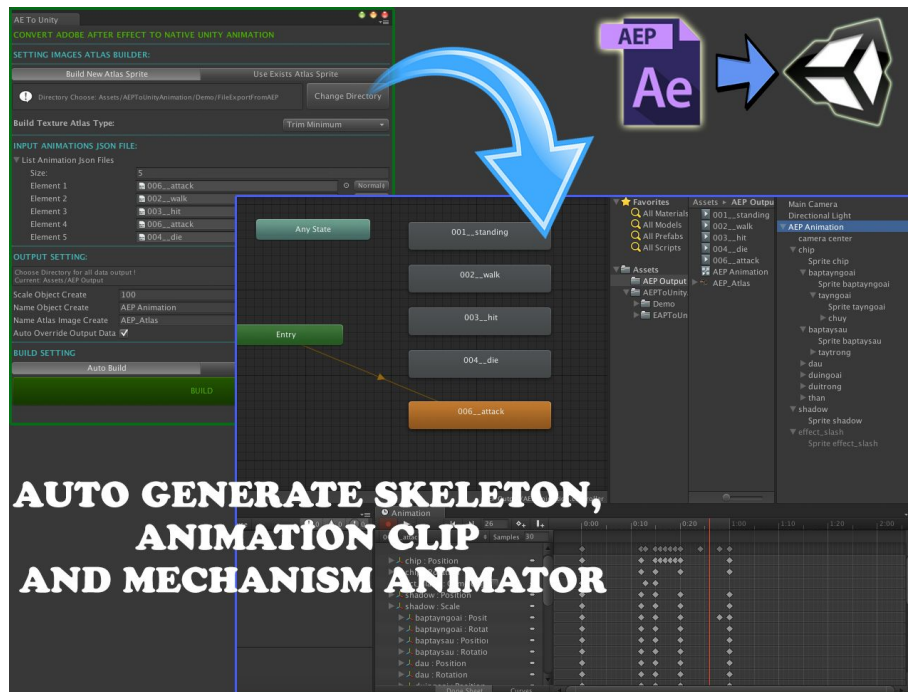 AE To Unity
CONVERT ADOBE AFTER EFFECT TO NATIVE UNITY ANIMATION
SETTING IMAGES ATLAS BUILDER:
Build New Atlas Sprite
Use Exists Atlas Sprite
Directory Choose: Assets/AEPToUnityAnimation/Demo/FileExportFromAEP
Change Directory
Build Texture Atlas Type:
Trim Minimum
INPUT ANIMATIONS JSON FILE:
List Animation Json Files
Size:
5
Element 1
006__attack
Normal
Element 2
002__walk
Element 3
003__hit
Element 4
006__attack
Element 5
004__die
OUTPUT SETTING:
Choose Directory for all data output !
Current: Assets/AEP Output
Scale Object Create
100
Name Object Create
AEP Animation
Name Atlas Image Create
AEP_Atlas
Auto Override Output Data
BUILD SETTING
Auto Build
BUILD
AEP
Ae
Any State
Entry
001__standing
002__walk
003__hit
004__die
006__attack
Favorites
All Materials
All Models
All Prefabs
All Scripts
Assets
AEP Output
AEPToUnity
Demo
EAPToUn
Assets
AEP Outpu
001__standing
002__walk
003__hit
004__die
006__attack
AEP Animation
AEP_Atlas
Main Camera
Directional Light
AEP Animation
camera center
chip
Sprite chip
baptayngoai
Sprite baptayngoai
tayngoai
Sprite tayngoai
chuy
baptaysau
Sprite baptaysau
taytrong
dau
duingoai
duitrong
than
shadow
Sprite shadow
effect_slash
Sprite effect_slash
AUTO GENERATE SKELETON,
ANIMATION CLIP
AND MECHANISM ANIMATOR
Animation
26
0:00
0:10
0:20
1:00
1:10
1:20
2:00
Samples
30
chip : Position
shadow : Position
shadow : Scale
baptayngoai : Posit
baptayngoai : Rotat
baptaysau : Position
baptaysau : Rotatio
dau : Position
dau : Rotation
Dope Sheet
Curves